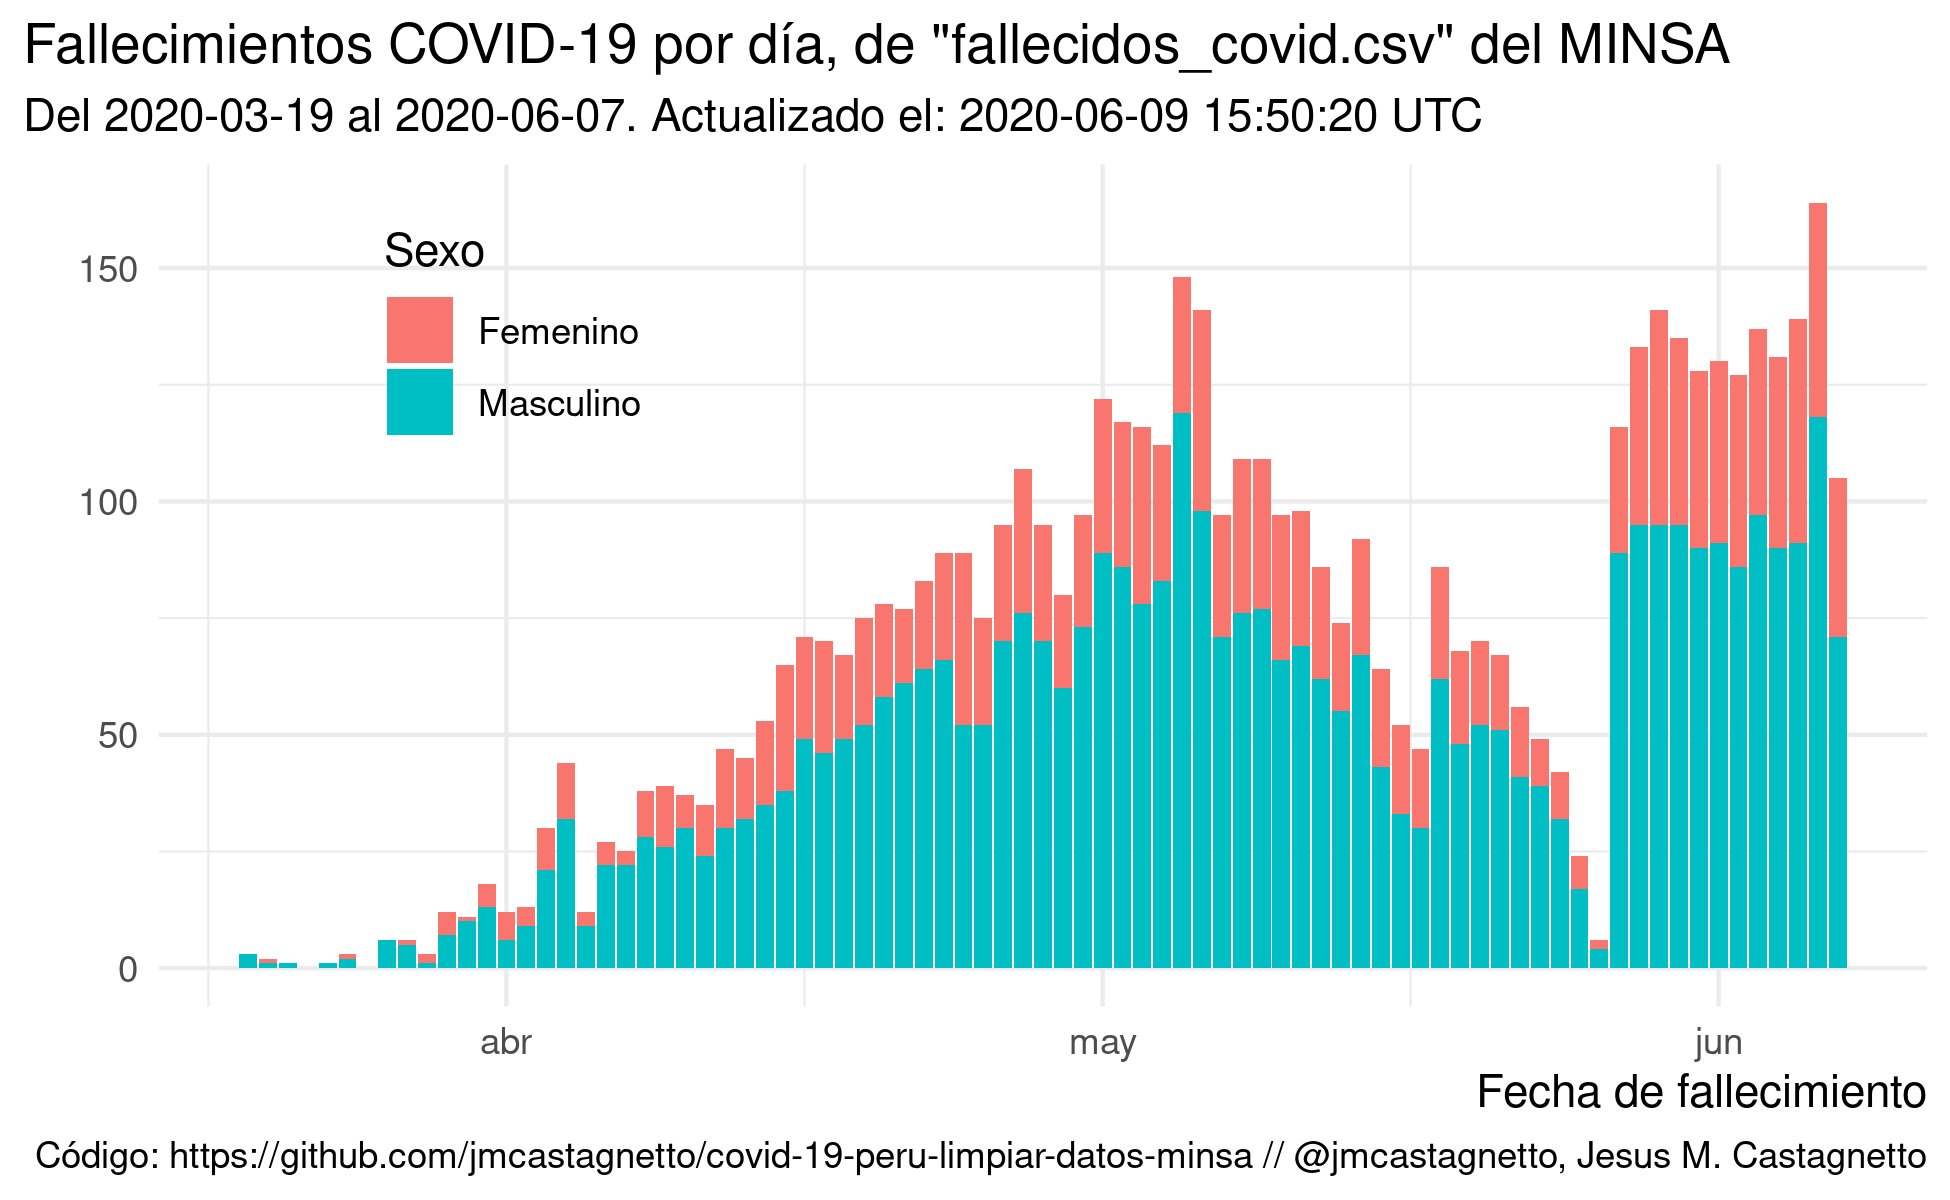 Fallecimientos COVID-19 por día, de "fallecidos_covid.csv" del MINSA
Del 2020-03-19 al 2020-06-07. Actualizado el: 2020-06-09 15:50:20 UTC
Sexo
Femenino
Masculino
150
100
50
0
abr may jun
Fecha de fallecimiento
Código: https://github.com/jmcastagnetto/covid-19-peru-limpiar-datos-minsa // @jmcastagnetto, Jesus M. Castagnetto